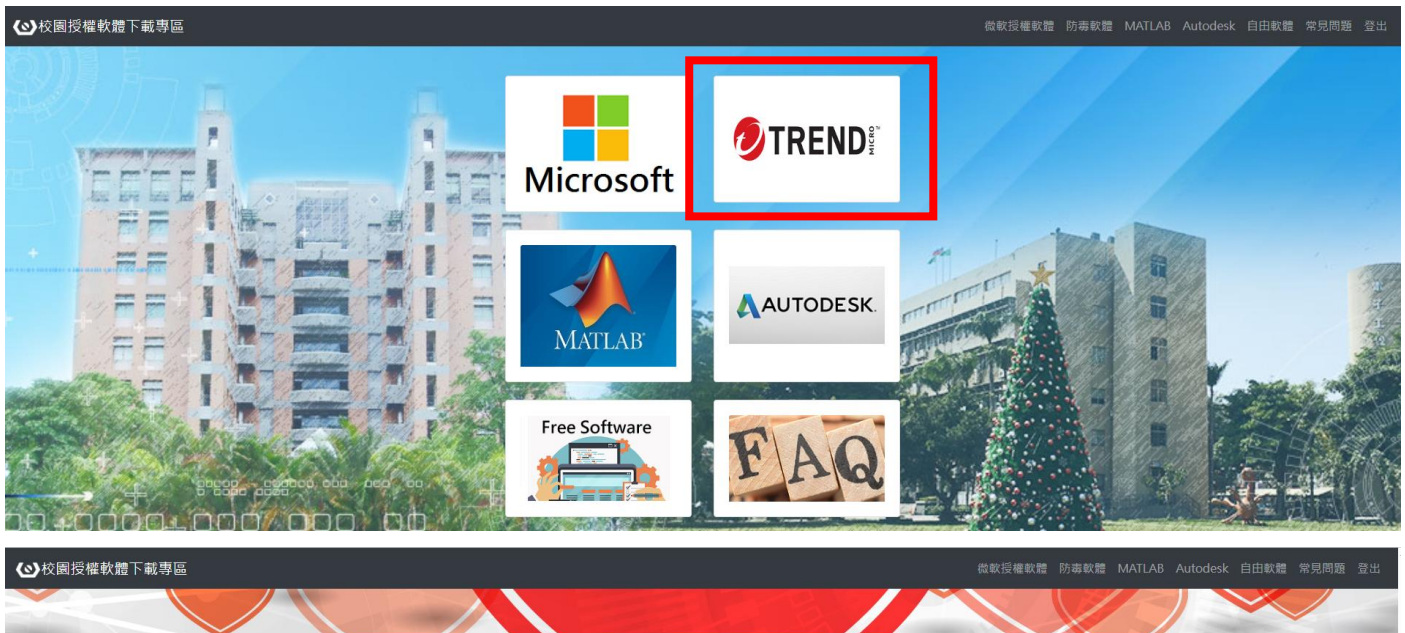 校園授權軟體下載專區
微軟授權軟體 防毒軟體 MATLAB Autodesk 自由軟體 常見問題 登出
Microsoft
TREND MICRO™
MATLAB®
AUTODESK.
Free Software
FAQ
校園授權軟體下載專區
微軟授權軟體 防毒軟體 MATLAB Autodesk 自由軟體 常見問題 登出